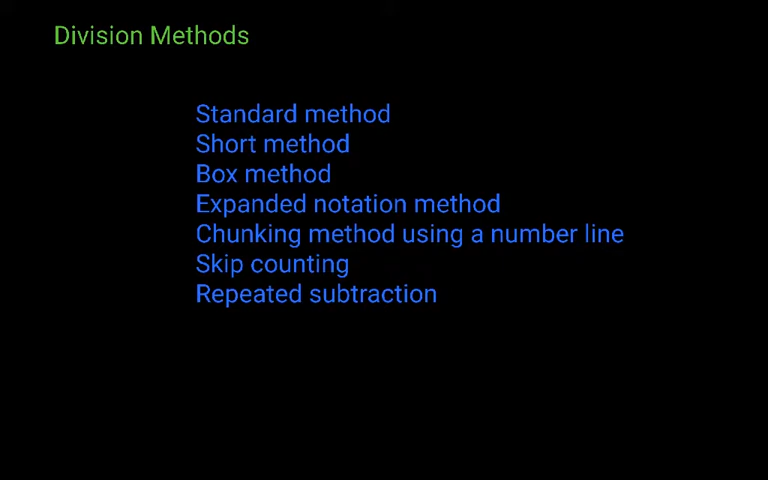 Division Methods
Standard method
Short method
Box method
Expanded notation method
Chunking method using a number line
Skip counting
Repeated subtraction